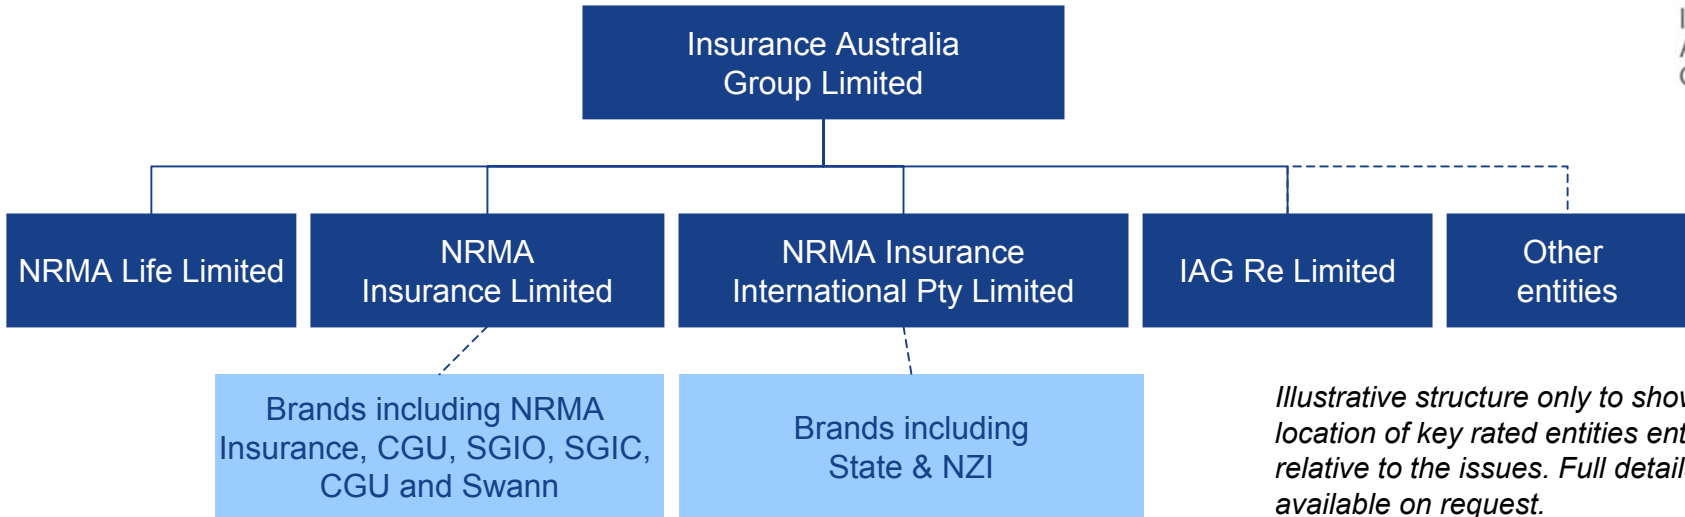 Insurance Australia
Group Limited
NRMA Life Limited
NRMA
Insurance Limited
NRMA Insurance
International Pty Limited
IAG Re Limited
Other
entities
Brands including NRMA
Insurance, CGU, SGIO, SGIC,
CGU and Swann
Brands including
State & NZI
Illustrative structure only to show
location of key rated entities
relative to the issues. Full
available on request.